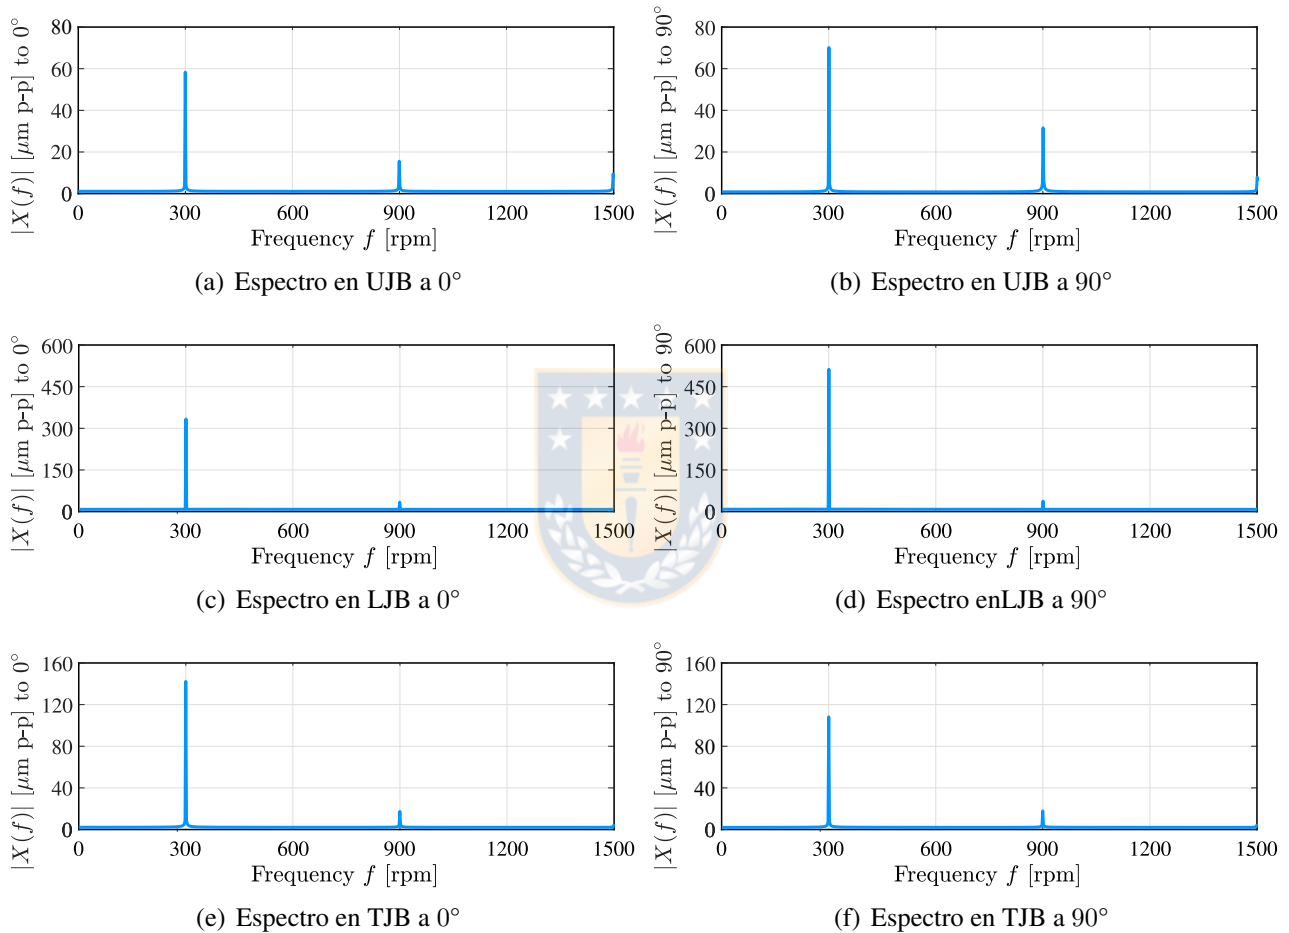 |X(f)| [μm p-p] to 0°
80
60
40
20
0
0 300 600 900 1200 1500
Frequency f [rpm]
(a) Espectro en UJB a 0°
|X(f)| [μm p-p] to 90°
80
60
40
20
0
0 300 600 900 1200 1500
Frequency f [rpm]
(b) Espectro en UJB a 90°
|X(f)| [μm p-p] to 0°
600
450
300
150
0
0 300 600 900 1200 1500
Frequency f [rpm]
(c) Espectro en LJB a 0°
|X(f)| [μm p-p] to 90°
600
450
300
150
0
0 300 600 900 1200 1500
Frequency f [rpm]
(d) Espectro enLJB a 90°
|X(f)| [μm p-p] to 0°
160
120
80
40
0
0 300 600 900 1200 1500
Frequency f [rpm]
(e) Espectro en TJB a 0°
|X(f)| [μm p-p] to 90°
160
120
80
40
0
0 300 600 900 1200 1500
Frequency f [rpm]
(f) Espectro en TJB a 90°